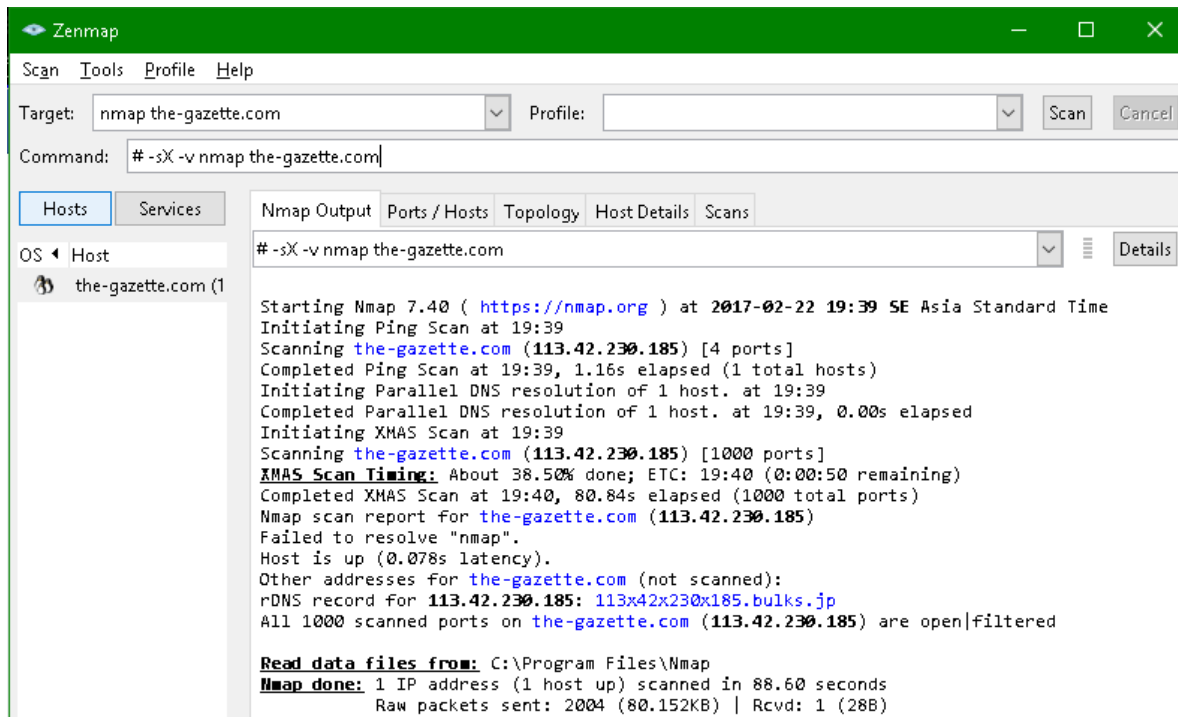 Zenmap
Scan Tools Profile Help
Target: nmap the-gazette.com Profile: Scan Cancel
Command: # -sX -v nmap the-gazette.com
Hosts Services Nmap Output Ports / Hosts Topology Host Details Scans
# -sX -v nmap the-gazette.com Details
OS Host
the-gazette.com (1
Starting Nmap 7.40 ( https://nmap.org ) at 2017-02-22 19:39 SE Asia Standard Time
Initiating Ping Scan at 19:39
Scanning the-gazette.com (113.42.230.185) [4 ports]
Completed Ping Scan at 19:39, 1.16s elapsed (1 total hosts)
Initiating Parallel DNS resolution of 1 host. at 19:39
Completed Parallel DNS resolution of 1 host. at 19:39, 0.00s elapsed
Initiating XMAS Scan at 19:39
Scanning the-gazette.com (113.42.230.185) [1000 ports]
XMAS Scan Timing: About 38.50% done; ETC: 19:40 (0:00:50 remaining)
Completed XMAS Scan at 19:40, 80.84s elapsed (1000 total ports)
Nmap scan report for the-gazette.com (113.42.230.185)
Failed to resolve "nmap".
Host is up (0.078s latency).
Other addresses for the-gazette.com (not scanned):
rDNS record for 113.42.230.185: 113x42x230x185.bulks.jp
All 1000 scanned ports on the-gazette.com (113.42.230.185) are open|filtered
Read data files from: C:\Program Files\Nmap
Nmap done: 1 IP address (1 host up) scanned in 88.60 seconds
Raw packets sent: 2004 (80.152KB) | Rcvd: 1 (28B)